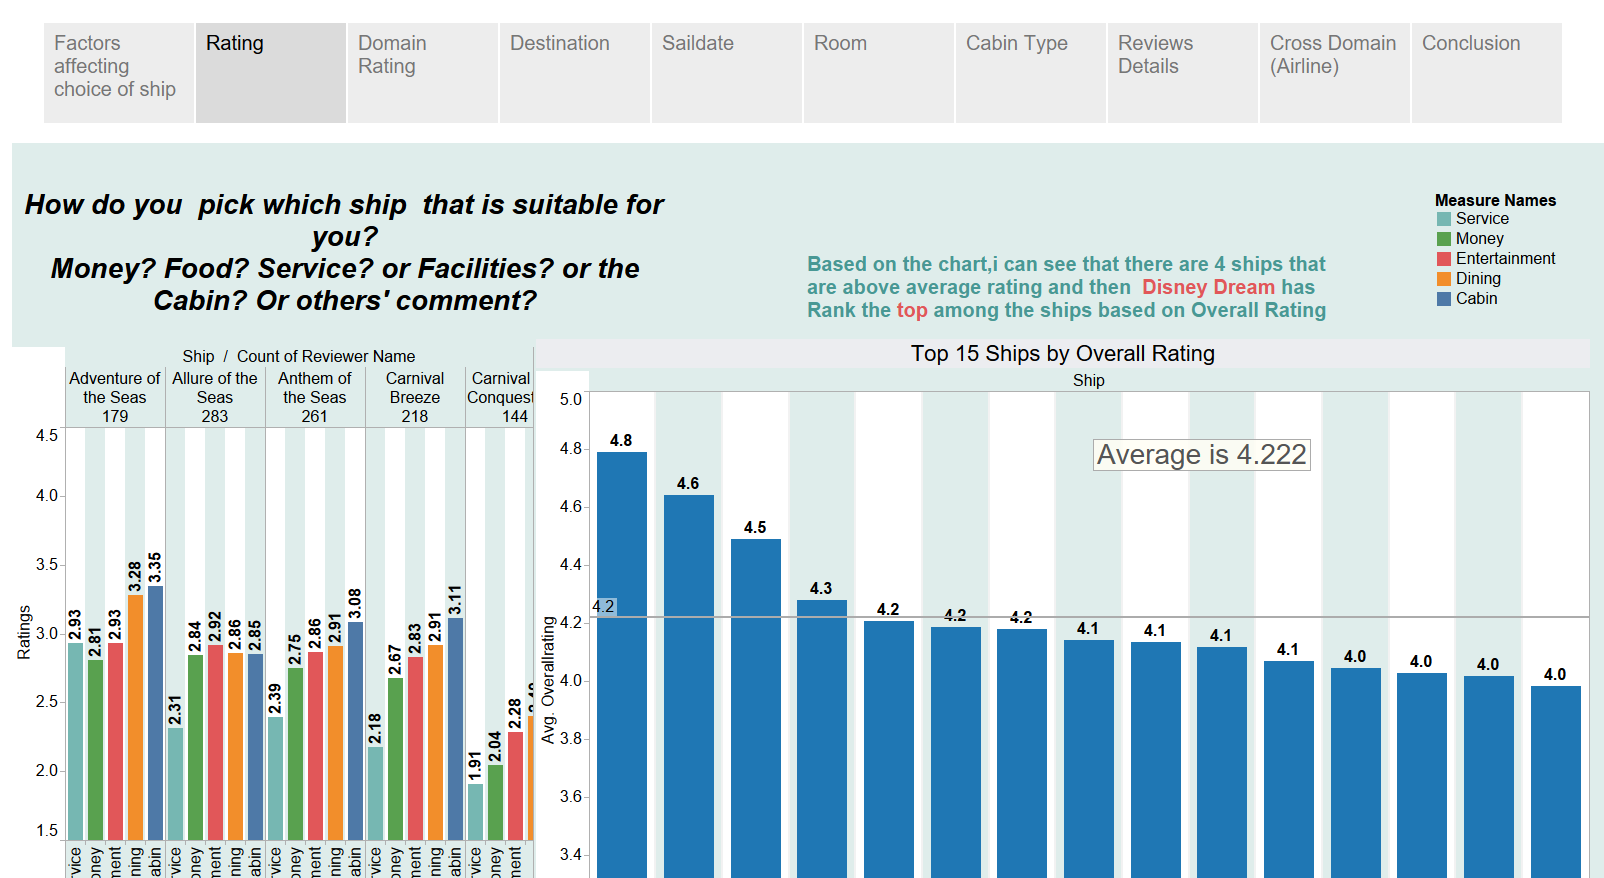 Factors
affecting
choice of ship
Rating
Domain
Rating
Destination
Saildate
Room
Cabin Type
Reviews
Details
Cross Domain
(Airline)
Conclusion
How do you  pick which ship  that is suitable for
you?
Money? Food? Service? or Facilities? or the
Cabin? Or others' comment?
Based on the chart,i can see that there are 4 ships that
are above average rating and then  Disney Dream has
Rank the top among the ships based on Overall Rating
Measure Names
Service
Money
Entertainment
Dining
Cabin
Ship / Count of Reviewer Name
Adventure of
the Seas
179
Allure of the
Seas
283
Anthem of
the Seas
261
Carnival
Breeze
218
Carnival
Conquest
144
Ratings
4.5
4.0
3.5
3.0
2.5
2.0
1.5
2.93
2.81
2.93
3.28
3.35
2.31
2.84
2.92
2.86
2.85
2.39
2.75
2.86
2.91
3.08
2.18
2.67
2.83
2.91
3.11
1.91
2.04
2.28
Top 15 Ships by Overall Rating
Ship
Avg. Overallrating
5.0
4.8
4.6
4.4
4.2
4.0
3.8
3.6
3.4
Average is 4.222
4.2
4.8
4.6
4.5
4.3
4.2
4.2
4.2
4.1
4.1
4.1
4.1
4.0
4.0
4.0
4.0